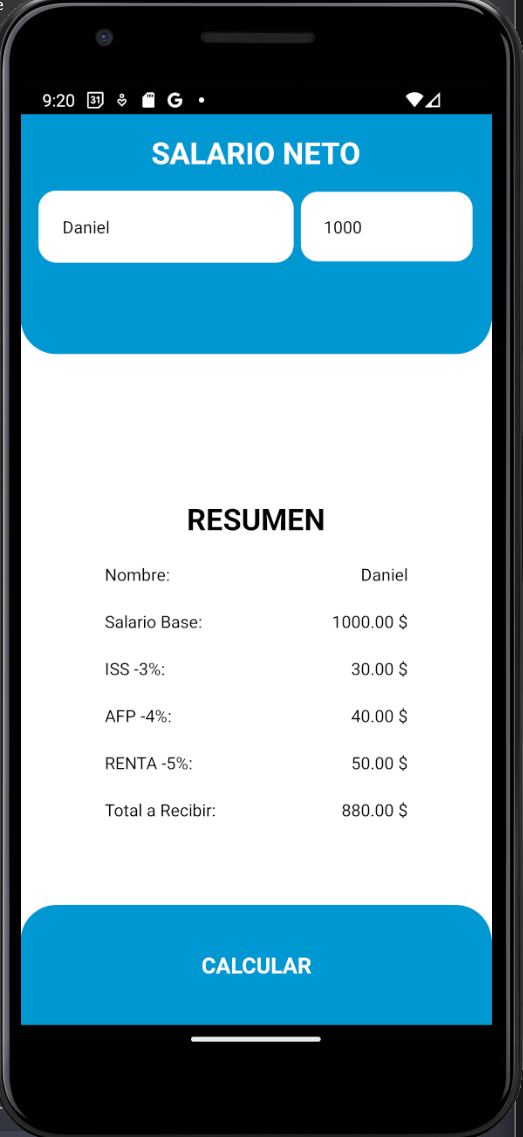 e
9:20 31 G
SALARIO NETO
Daniel 1000
RESUMEN
Nombre: Daniel
Salario Base: 1000.00 $
ISS -3%: 30.00 $
AFP -4%: 40.00 $
RENTA -5%: 50.00 $
Total a Recibir: 880.00 $
CALCULAR